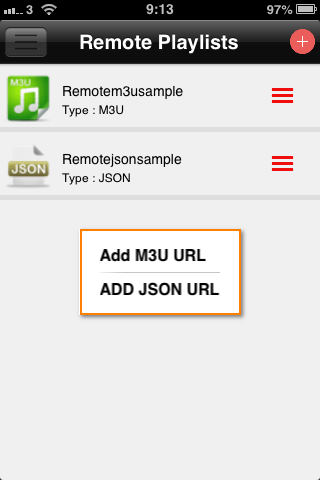 3 9:13 97%
Remote Playlists
M3U
Remotem3usample
Type : M3U
JSON
Remotejsonsample
Type : JSON
Add M3U URL
ADD JSON URL